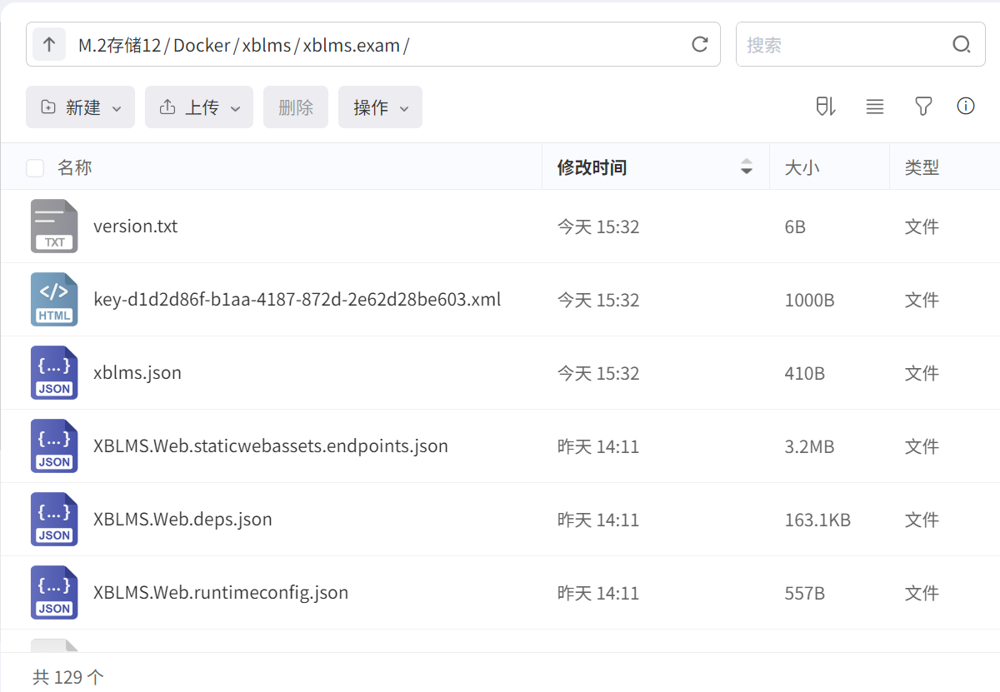 M.2存储12/Docker/xblms/xblms.exam/
搜索
新建 上传 删除 操作
名称 修改时间 大小 类型
TXT version.txt 今天 15:32 6B 文件
</> HTML key-d1d2d86f-b1aa-4187-872d-2e62d28be603.xml 今天 15:32 1000B 文件
{...} JSON xblms.json 今天 15:32 410B 文件
{...} JSON XBLMS.Web.staticwebassets.endpoints.json 昨天 14:11 3.2MB 文件
{...} JSON XBLMS.Web.deps.json 昨天 14:11 163.1KB 文件
{...} JSON XBLMS.Web.runtimeconfig.json 昨天 14:11 557B 文件
共 129 个